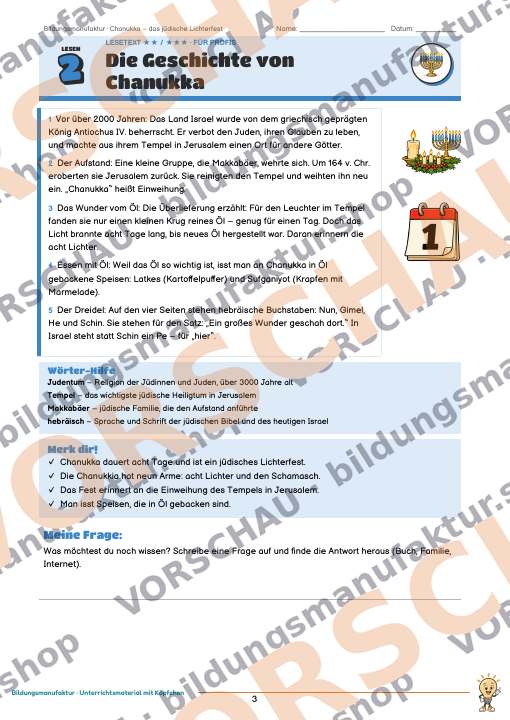 Bildungsmanufaktur · Chanukka – das jüdische Lichterfest Name: Datum:
LESEN
2
LESETEXT ★★ / ★★★ · FÜR PROFIS
Die Geschichte von
Chanukka
1 Vor über 2000 Jahren: Das Land Israel wurde von dem griechisch geprägten
König Antiochus IV. beherrscht. Er verbot den Juden, ihren Glauben zu leben,
und machte aus ihrem Tempel in Jerusalem einen Ort für andere Götter.
2 Der Aufstand: Eine kleine Gruppe, die Makkabäer, wehrte sich. Um 164 v. Chr.
eroberten sie Jerusalem zurück. Sie reinigten den Tempel und weihten ihn neu
ein. „Chanukka“ heißt Einweihung.
3 Das Wunder vom Öl: Die Überlieferung erzählt: Für den Leuchter im Tempel
fanden sie nur einen kleinen Krug reines Öl – genug für einen Tag. Doch das
Licht brannte acht Tage lang, bis neues Öl hergestellt war. Daran erinnern die
acht Lichter.
4 Essen mit Öl: Weil das Öl so wichtig ist, isst man an Chanukka in Öl
gebackene Speisen: Latkes (Kartoffelpuffer) und Sufganiyot (Krapfen mit
Marmelade).
5 Der Dreidel: Auf den vier Seiten stehen hebräische Buchstaben: Nun, Gimel,
He und Schin. Sie stehen für den Satz: „Ein großes Wunder geschah dort.“ In
Israel steht statt Schin ein Pe – für „hier“.
1
Wörter-Hilfe
Judentum – Religion der Jüdinnen und Juden, über 3000 Jahre alt
Tempel – das wichtigste jüdische Heiligtum in Jerusalem
Makkabäer – jüdische Familie, die den Aufstand anführte
hebräisch – Sprache und Schrift der jüdischen Bibel und des heutigen Israel
Merk dir!
✓ Chanukka dauert acht Tage und ist ein jüdisches Lichterfest.
✓ Die Chanukkia hat neun Arme: acht Lichter und den Schamasch.
✓ Das Fest erinnert an die Einweihung des Tempels in Jerusalem.
✓ Man isst Speisen, die in Öl gebacken sind.
Meine Frage:
Was möchtest du noch wissen? Schreibe eine Frage auf und finde die Antwort heraus (Buch, Familie,
Internet).
Bildungsmanufaktur · Unterrichtsmaterial mit Köpfchen
3
VORSCHAU
bildungsmanufaktur.shop